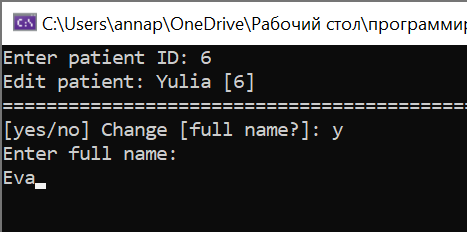 C:\Users\annap\OneDrive\Рабочий стол\программир
Enter patient ID: 6
Edit patient: Yulia [6]
==========================================
[yes/no] Change [full name?]: y
Enter full name:
Eva